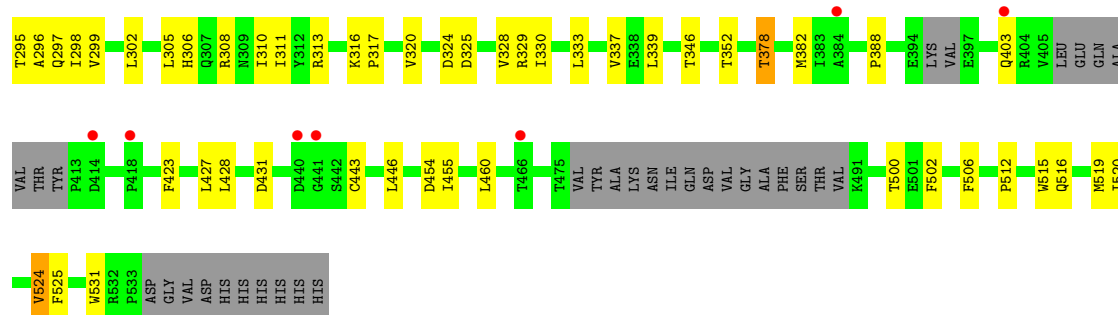 T295 A296 Q297 I298 V299 L302 L305 H306 Q307 R308 N309 I310 I311 Y312 R313 K316 P317 V320 D324 D325 V328 R329 I330 L333 V337 E338 L339 T346 T352 T378 M382 I383 A384 P388 E394 LYS VAL E397 Q403 R404 V405 LEU GLU GLN ALA
VAL THR TYR P413 D414 P418 F423 L427 L428 D431 D440 G441 S442 C443 L446 D454 I455 L460 T466 T475 VAL TYR ALA LYS ASN ILE GLN ASP VAL GLY ALA PHE SER THR VAL K491 T500 E501 F502 F506 P512 W515 Q516 M519
V524 F525 W531 R532 P533 ASP GLY VAL ASP HIS HIS HIS HIS HIS HIS